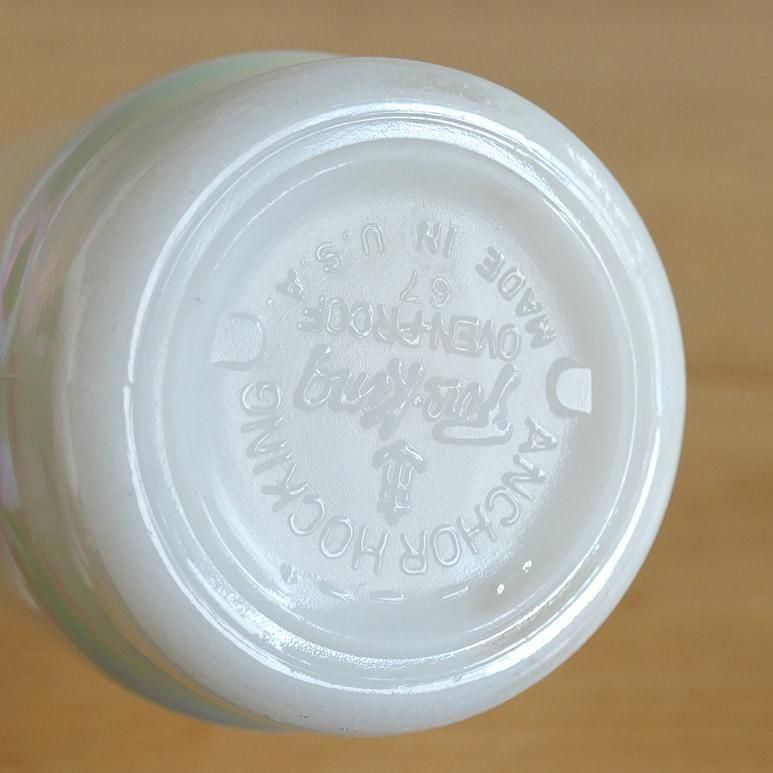 ANCHOR HOCKING
Fire-King
OVEN-PROOF
67
MADE IN U.S.A.